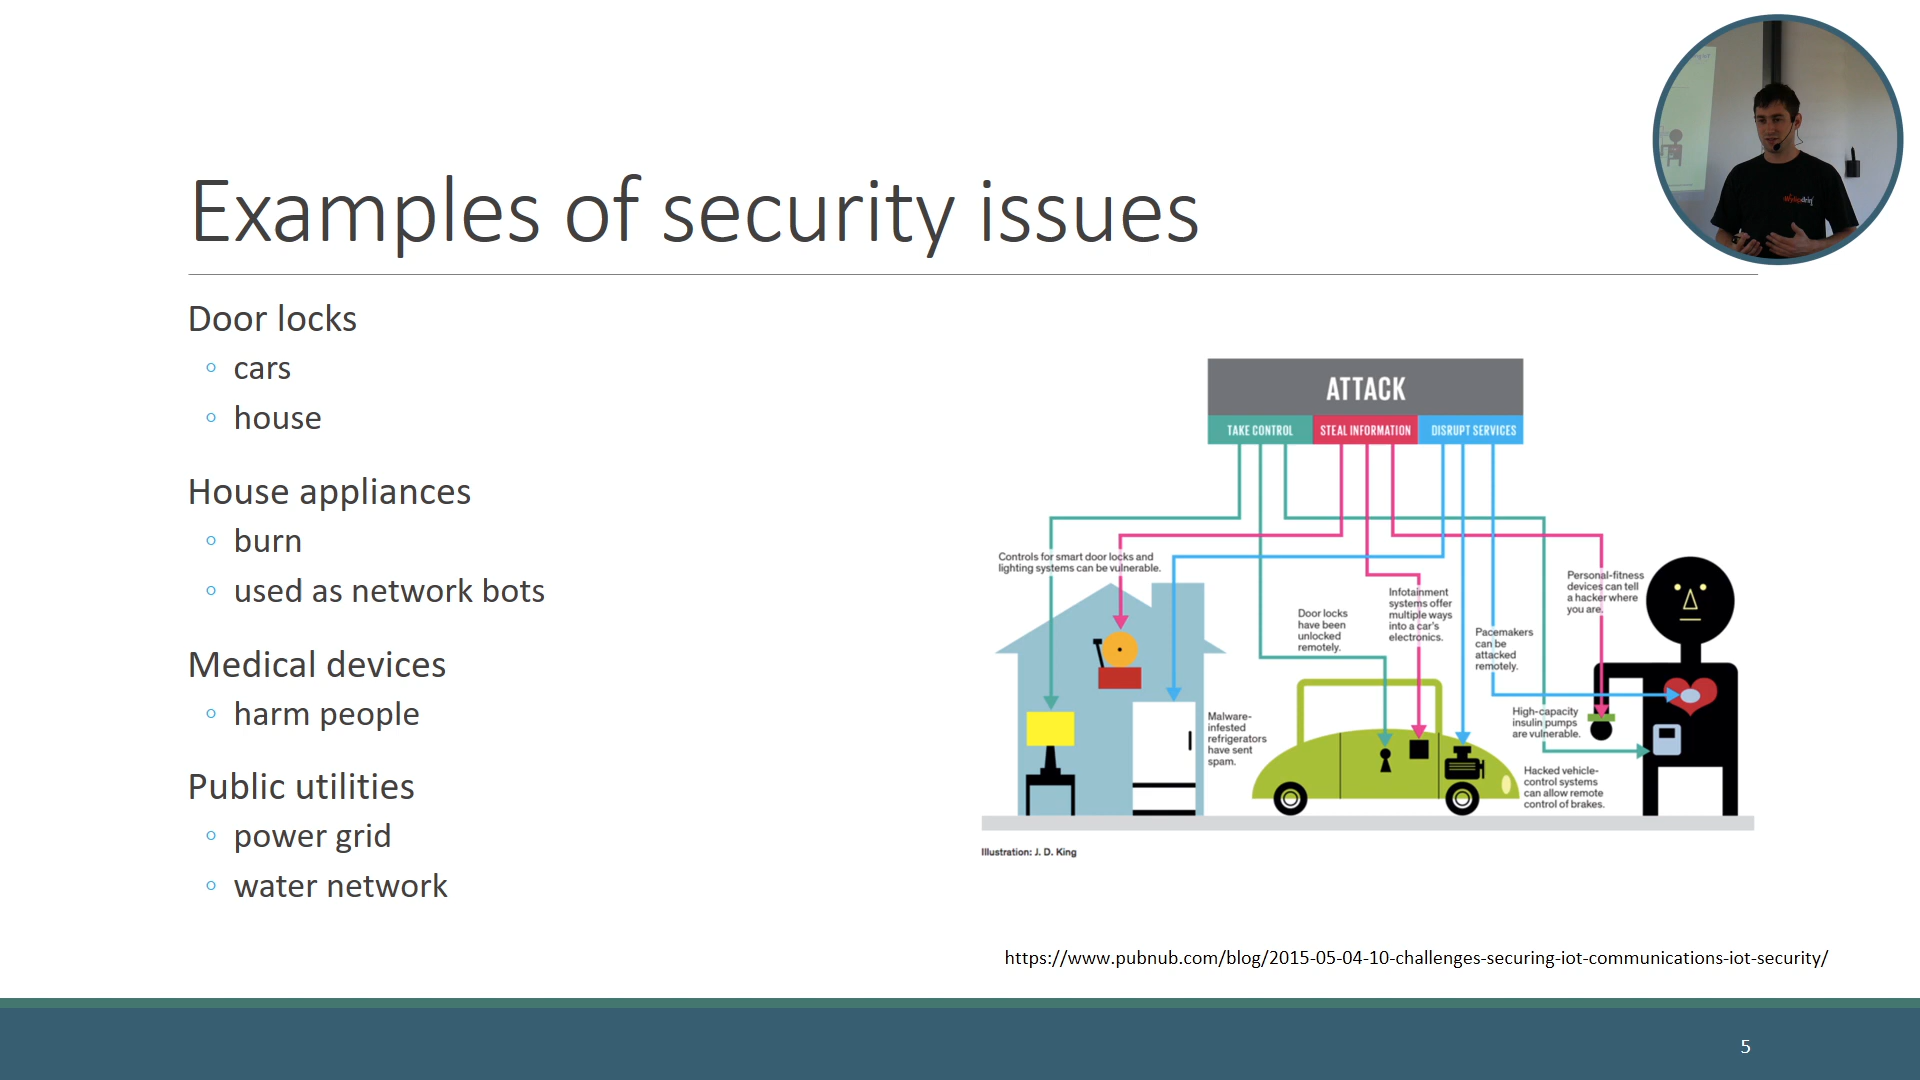 Examples of security issues
Door locks
cars
house
House appliances
burn
used as network bots
Medical devices
harm people
Public utilities
power grid
water network
ATTACK
TAKE CONTROL
STEAL INFORMATION
DISRUPT SERVICES
Controls for smart door locks and
lighting systems can be vulnerable.
Malware-
infested
refrigerators
have sent
spam.
Door locks
have been
unlocked
remotely.
Infotainment
systems offer
multiple ways
into a car's
electronics.
Pacemakers
can be
attacked
remotely.
Personal-fitness
devices can tell
a hacker where
you are.
High-capacity
insulin pumps
are vulnerable.
Hacked vehicle-
control systems
can allow remote
control of brakes.
Illustration: J. D. King
https://www.pubnub.com/blog/2015-05-04-10-challenges-securing-iot-communications-iot-security/
5